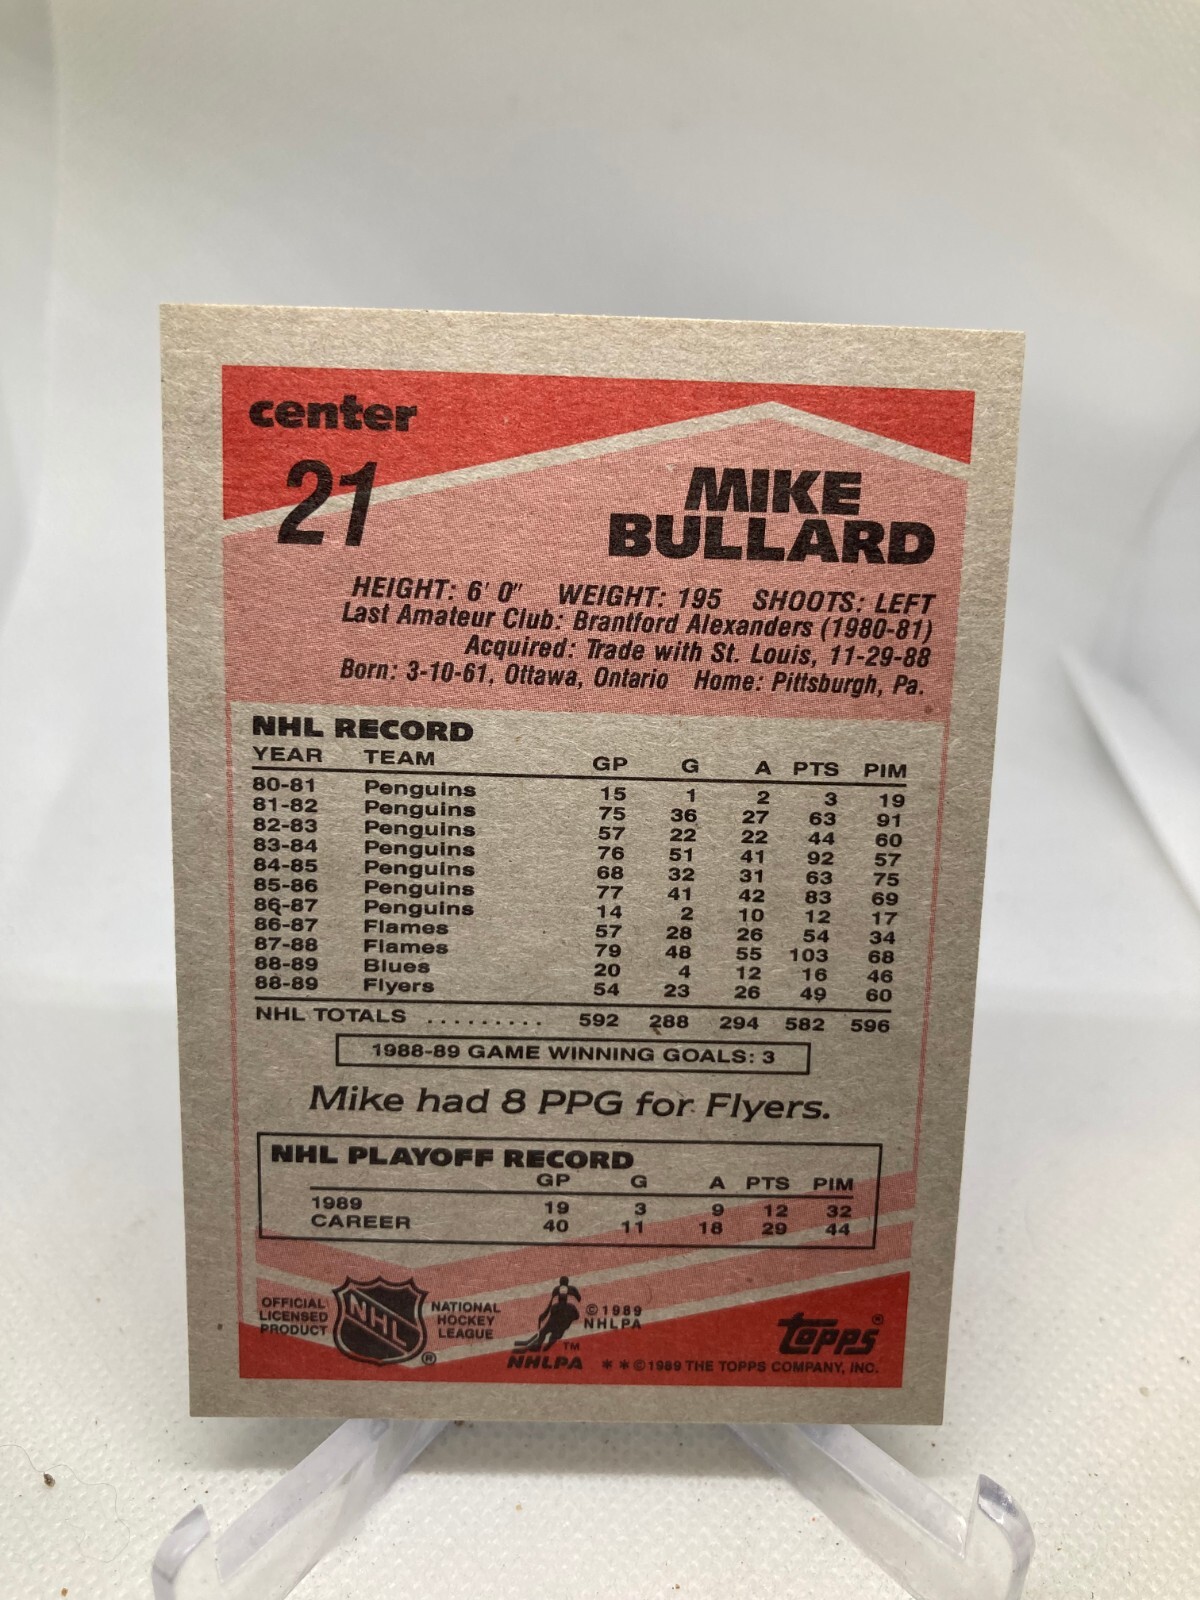 center
21
MIKE
BULLARD
HEIGHT: 6' 0" WEIGHT: 195 SHOOTS: LEFT
Last Amateur Club: Brantford Alexanders (1980-81)
Acquired: Trade with St. Louis, 11-29-88
Born: 3-10-61, Ottawa, Ontario Home: Pittsburgh, Pa.
NHL RECORD
YEAR TEAM GP G A PTS PIM
80-81 Penguins 15 1 2 3 19
81-82 Penguins 75 36 27 63 91
82-83 Penguins 57 22 22 44 60
83-84 Penguins 76 51 41 92 57
84-85 Penguins 68 32 31 63 75
85-86 Penguins 77 41 42 83 69
86-87 Penguins 14 2 10 12 17
86-87 Flames 57 28 26 54 34
87-88 Flames 79 48 55 103 68
88-89 Blues 20 4 12 16 46
88-89 Flyers 54 23 26 49 60
NHL TOTALS ......... 592 288 294 582 596
1988-89 GAME WINNING GOALS: 3
Mike had 8 PPG for Flyers.
NHL PLAYOFF RECORD
GP G A PTS PIM
1989 19 3 9 12 32
CAREER 40 11 18 29 44
OFFICIAL
LICENSED
PRODUCT
NHL
®
NATIONAL
HOCKEY
LEAGUE
TM
NHLPA
©1989
NHLPA
topps®
**©1989 THE TOPPS COMPANY, INC.